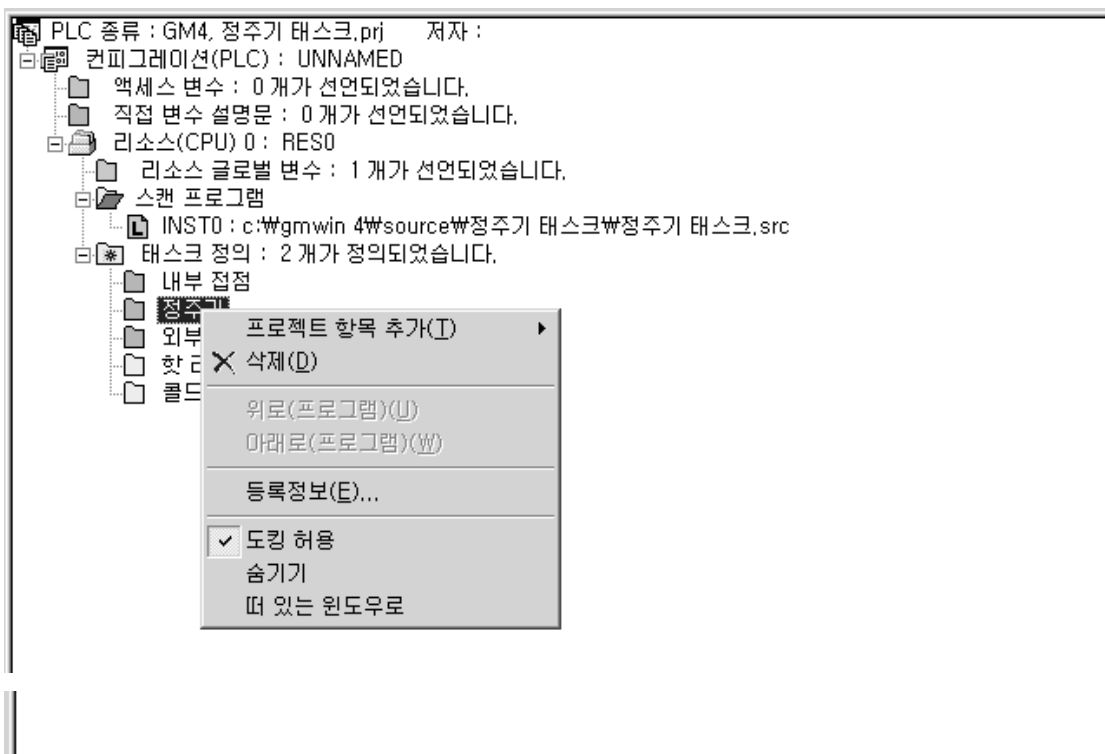 PLC 종류 : GM4, 정주기 태스크.prj 저자 :
컨피그레이션(PLC) : UNNAMED
액세스 변수 : 0 개가 선언되었습니다.
직접 변수 설명문 : 0 개가 선언되었습니다.
리소스(CPU) 0 : RES0
리소스 글로벌 변수 : 1 개가 선언되었습니다.
스캔 프로그램
INST0 : c:₩gmwin 4₩source₩정주기 태스크₩정주기 태스크.src
태스크 정의 : 2 개가 정의되었습니다.
내부 접점
정주기
외부
핫
콜드
프로젝트 항목 추가(T)
삭제(D)
위로(프로그램)(U)
아래로(프로그램)(W)
등록정보(E)...
도킹 허용
숨기기
떠 있는 윈도우로